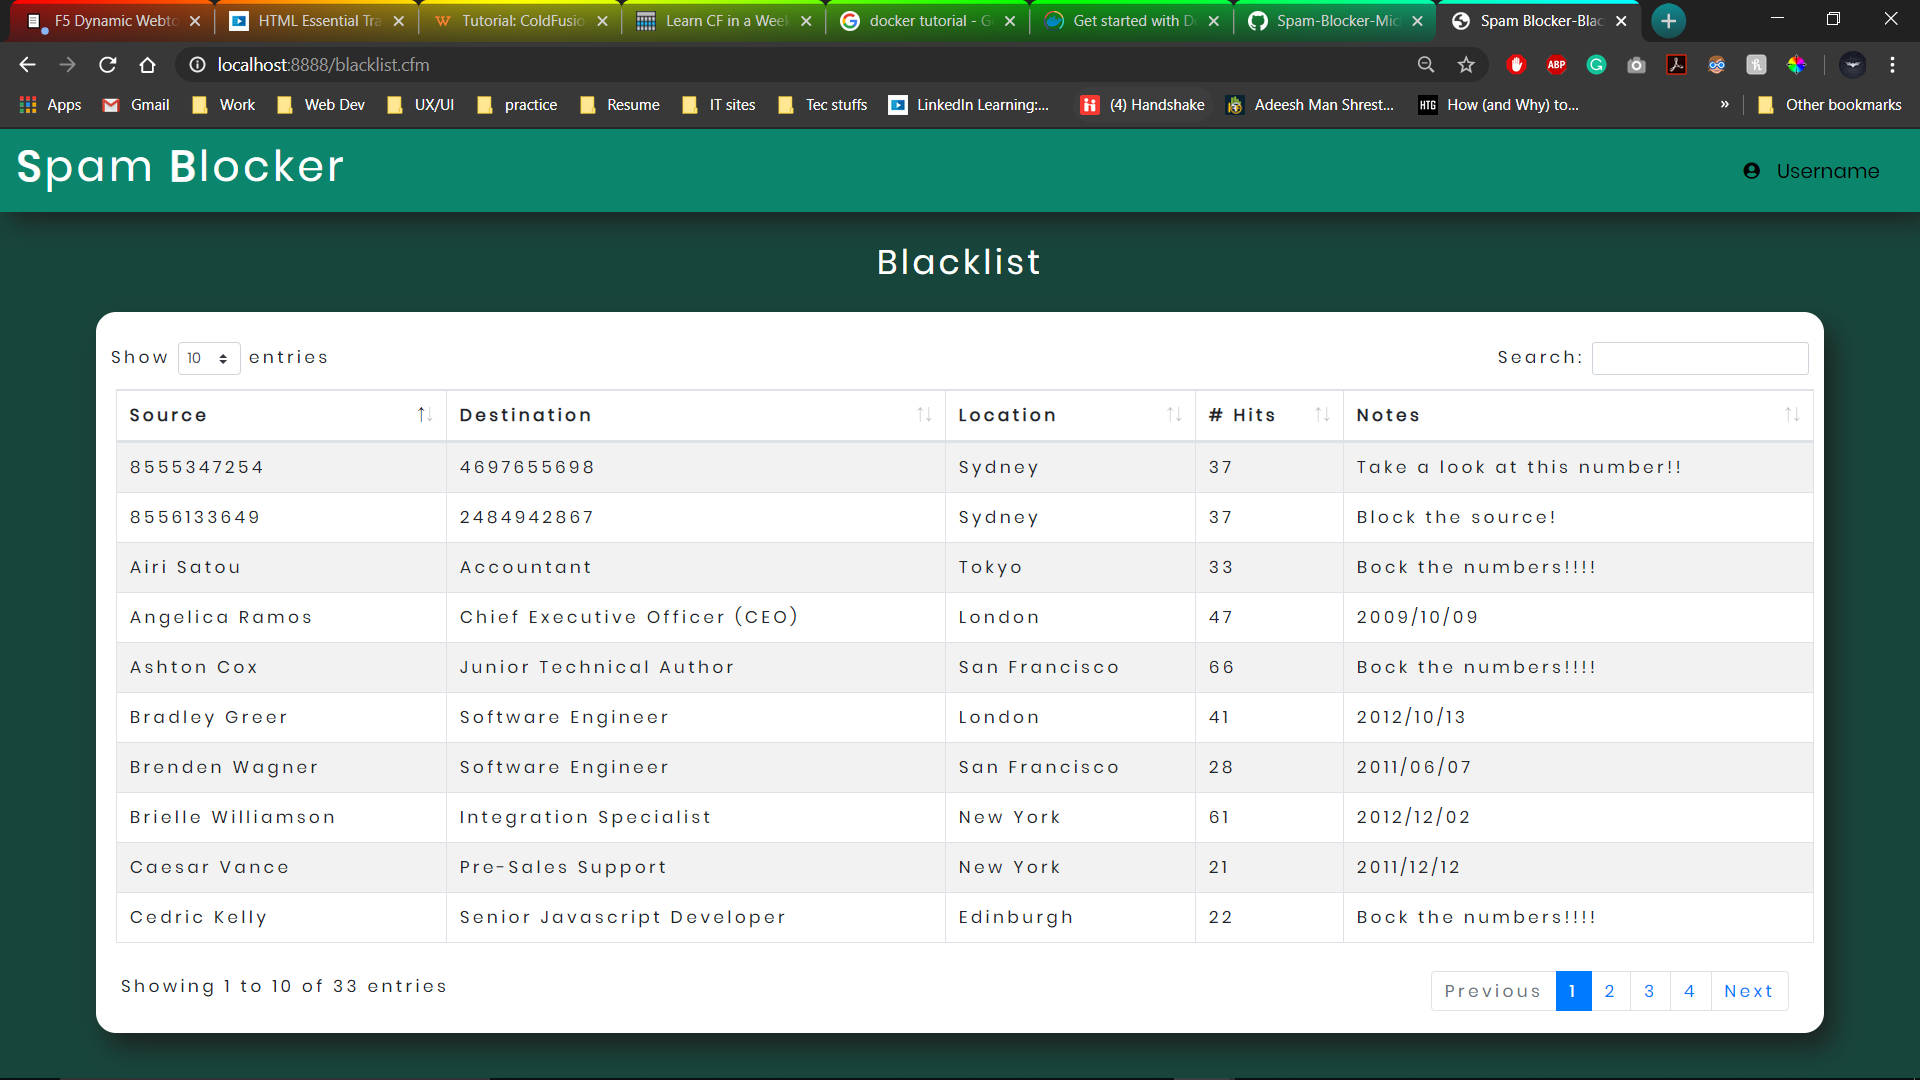 F5 Dynamic Webto
HTML Essential Tra
Tutorial: ColdFusio
Learn CF in a Week
docker tutorial - G
Get started with D
Spam-Blocker-Mic
Spam Blocker-Blac
localhost:8888/blacklist.cfm
ABP
Apps Gmail Work Web Dev UX/UI practice Resume IT sites Tec stuffs LinkedIn Learning:... (4) Handshake Adeesh Man Shrest... HTG How (and Why) to... » Other bookmarks
Spam Blocker
Username
Blacklist
Show 10 entries Search:
Source Destination Location # Hits Notes
8555347254 4697655698 Sydney 37 Take a look at this number!!
8556133649 2484942867 Sydney 37 Block the source!
Airi Satou Accountant Tokyo 33 Bock the numbers!!!!
Angelica Ramos Chief Executive Officer (CEO) London 47 2009/10/09
Ashton Cox Junior Technical Author San Francisco 66 Bock the numbers!!!!
Bradley Greer Software Engineer London 41 2012/10/13
Brenden Wagner Software Engineer San Francisco 28 2011/06/07
Brielle Williamson Integration Specialist New York 61 2012/12/02
Caesar Vance Pre-Sales Support New York 21 2011/12/12
Cedric Kelly Senior Javascript Developer Edinburgh 22 Bock the numbers!!!!
Showing 1 to 10 of 33 entries Previous 1 2 3 4 Next